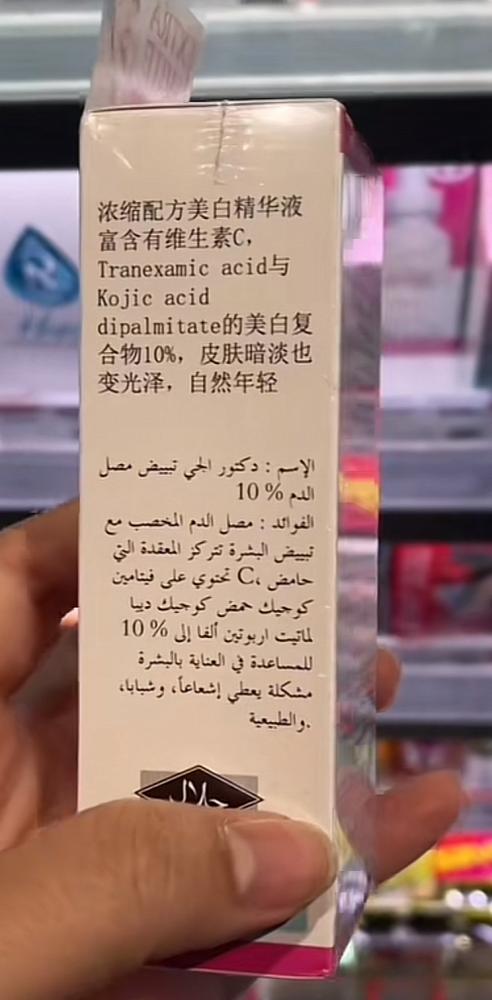 浓缩配方美白精华液
富含有维生素C,
Tranexamic acid与
Kojic acid
dipalmitate的美白复
合物10%, 皮肤暗淡也
变光泽, 自然年轻
الإسم : دكتور الجي تبييض مصل
الدم % 10
الفوائد : مصل الدم المخصب مع
تبييض البشرة تتركز المعقدة التي
تحتوي على فيتامين C، حامض
كوجيك حمض كوجيك ديبا
لماتيت اربوتين ألفا إلى % 10
للمساعدة في العناية بالبشرة
مشكلة يعطي إشعاعاً، وشبابا،
والطبيعية.
حلال